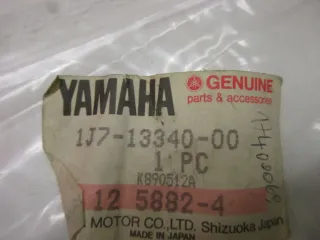 YAMAHA
GENUINE
parts & accessories
1J7-13340-00
1 PC
K890512A
12 5882-4
MOTOR CO.,LTD. Shizuoka Japan
MADE IN JAPAN